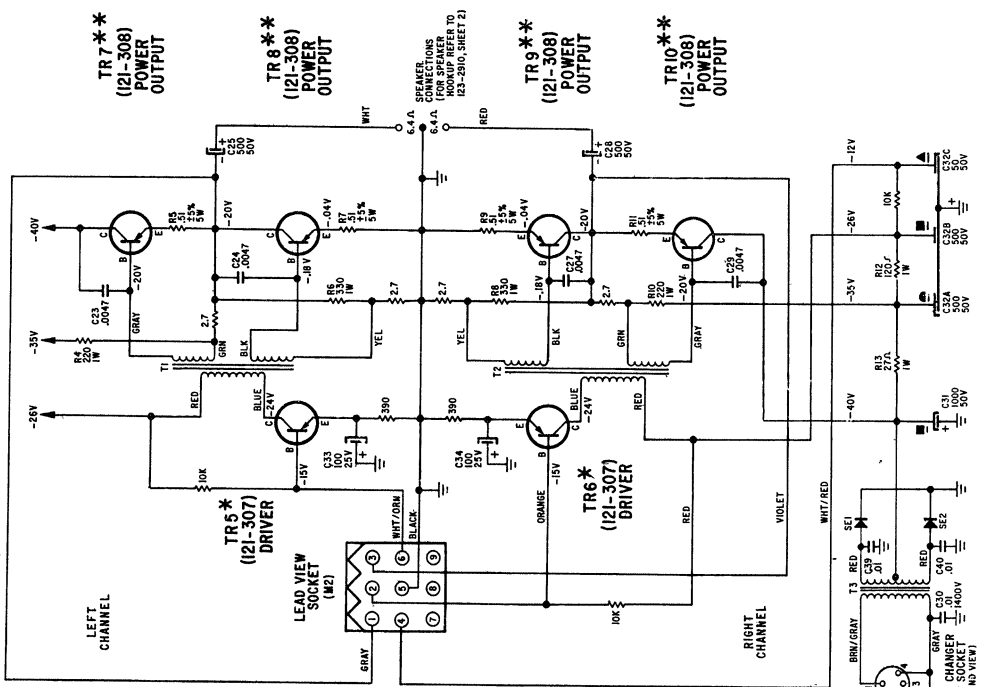 TR7**
(121-308)
POWER
OUTPUT
TR8**
(121-308)
POWER
OUTPUT
SPEAKER
CONNECTIONS
(FOR SPEAKER
HOOKUP REFER TO
123-2910, SHEET 2)
TR9**
(121-308)
POWER
OUTPUT
TR10**
(121-308)
POWER
OUTPUT
WHT
6.4Ω
6.4Ω
RED
+
C25
500
50V
+
C28
500
50V
-40V
C
E
B
-20V
R5
.51
±5%
5W
-20V
C
E
B
-.04V
-.18V
R7
.51
±5%
5W
R9
.51
±5%
5W
-.04V
E
C
B
-.18V
-20V
R11
.51
±5%
5W
E
C
B
-20V
C23
.0047
C24
.0047
C27
.0047
C29
.0047
-12V
-26V
-35V
-40V
10K
R12
120Ω
1W
R13
27Ω
1W
C32C
50
50V
+
C32B
500
50V
C32A
500
50V
C31
1000
50V
+
-35V
R4
220
1W
GRAY
2.7
GRN
R6
330
1W
2.7
2.7
R8
330
1W
2.7
R10
220
1W
BLK
YEL
YEL
BLK
GRN
GRAY
T1
T2
-26V
RED
BLUE
-24V
C
E
B
-15V
390
390
C33
100
25V
+
C34
100
25V
+
E
C
B
-15V
BLUE
-24V
RED
10K
TR5*
(121-307)
DRIVER
WHT/ORN
BLACK
ORANGE
TR6*
(121-307)
DRIVER
RED
VIOLET
WHT/RED
LEAD VIEW
SOCKET
(M2)
3
6
9
2
5
8
1
4
7
10K
LEFT
CHANNEL
GRAY
RIGHT
CHANNEL
SE1
SE2
RED
C39
.01
RED
C40
.01
T3
C30
.01
1400V
BRN/GRAY
GRAY
4
3
CHANGER
SOCKET
ND VIEW)